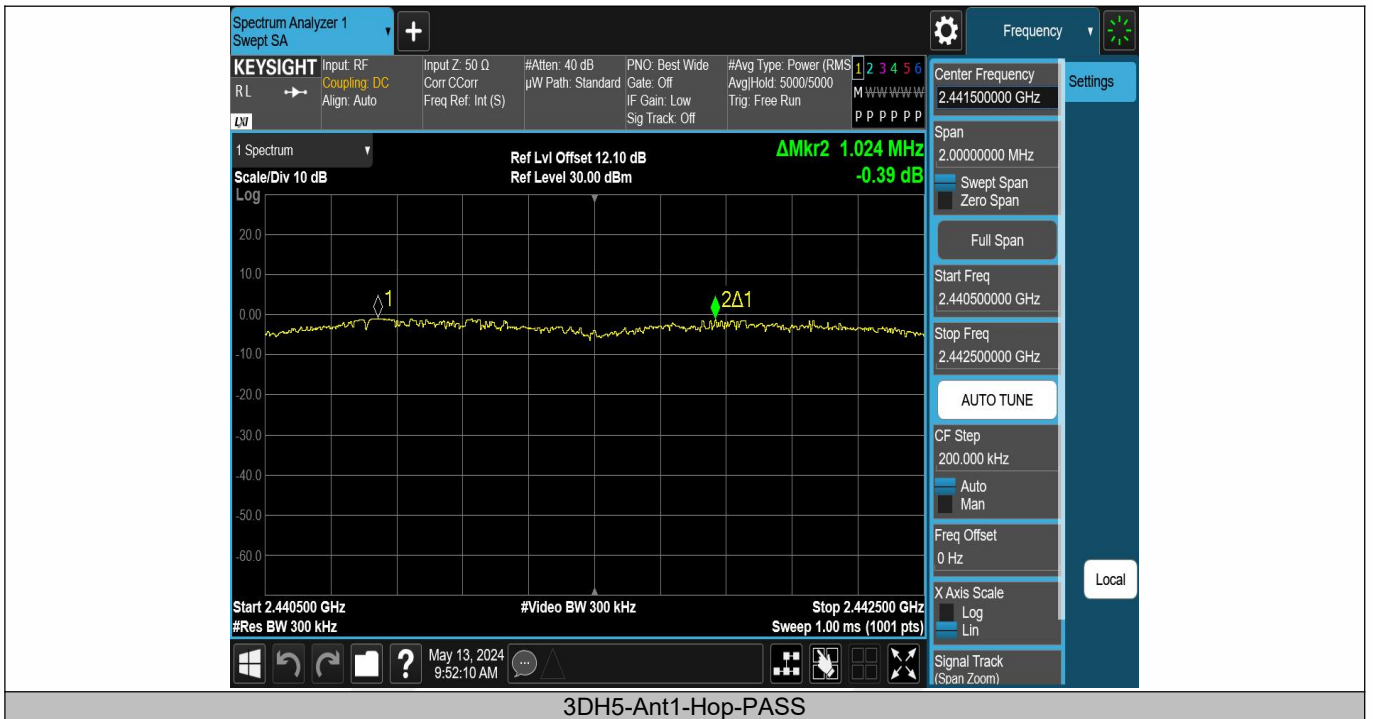 Spectrum Analyzer 1
Swept SA
+
Frequency
KEYSIGHT
RL
LXI
Input: RF
Coupling: DC
Align: Auto
Input Z: 50 Ω
Corr CCorr
Freq Ref: Int (S)
#Atten: 40 dB
µW Path: Standard
PNO: Best Wide
Gate: Off
IF Gain: Low
Sig Track: Off
#Avg Type: Power (RMS
Avg|Hold: 5000/5000
Trig: Free Run
1 2 3 4 5 6
M W W W W W
P P P P P P
1 Spectrum
Scale/Div 10 dB
Log
Ref Lvl Offset 12.10 dB
Ref Level 30.00 dBm
ΔMkr2 1.024 MHz
-0.39 dB
20.0
10.0
0.00
-10.0
-20.0
-30.0
-40.0
-50.0
-60.0
1
2Δ1
Start 2.440500 GHz
#Res BW 300 kHz
#Video BW 300 kHz
Stop 2.442500 GHz
Sweep 1.00 ms (1001 pts)
?
May 13, 2024
9:52:10 AM
Center Frequency
2.441500000 GHz
Settings
Span
2.00000000 MHz
Swept Span
Zero Span
Full Span
Start Freq
2.440500000 GHz
Stop Freq
2.442500000 GHz
AUTO TUNE
CF Step
200.000 kHz
Auto
Man
Freq Offset
0 Hz
X Axis Scale
Log
Lin
Local
Signal Track
(Span Zoom)
3DH5-Ant1-Hop-PASS